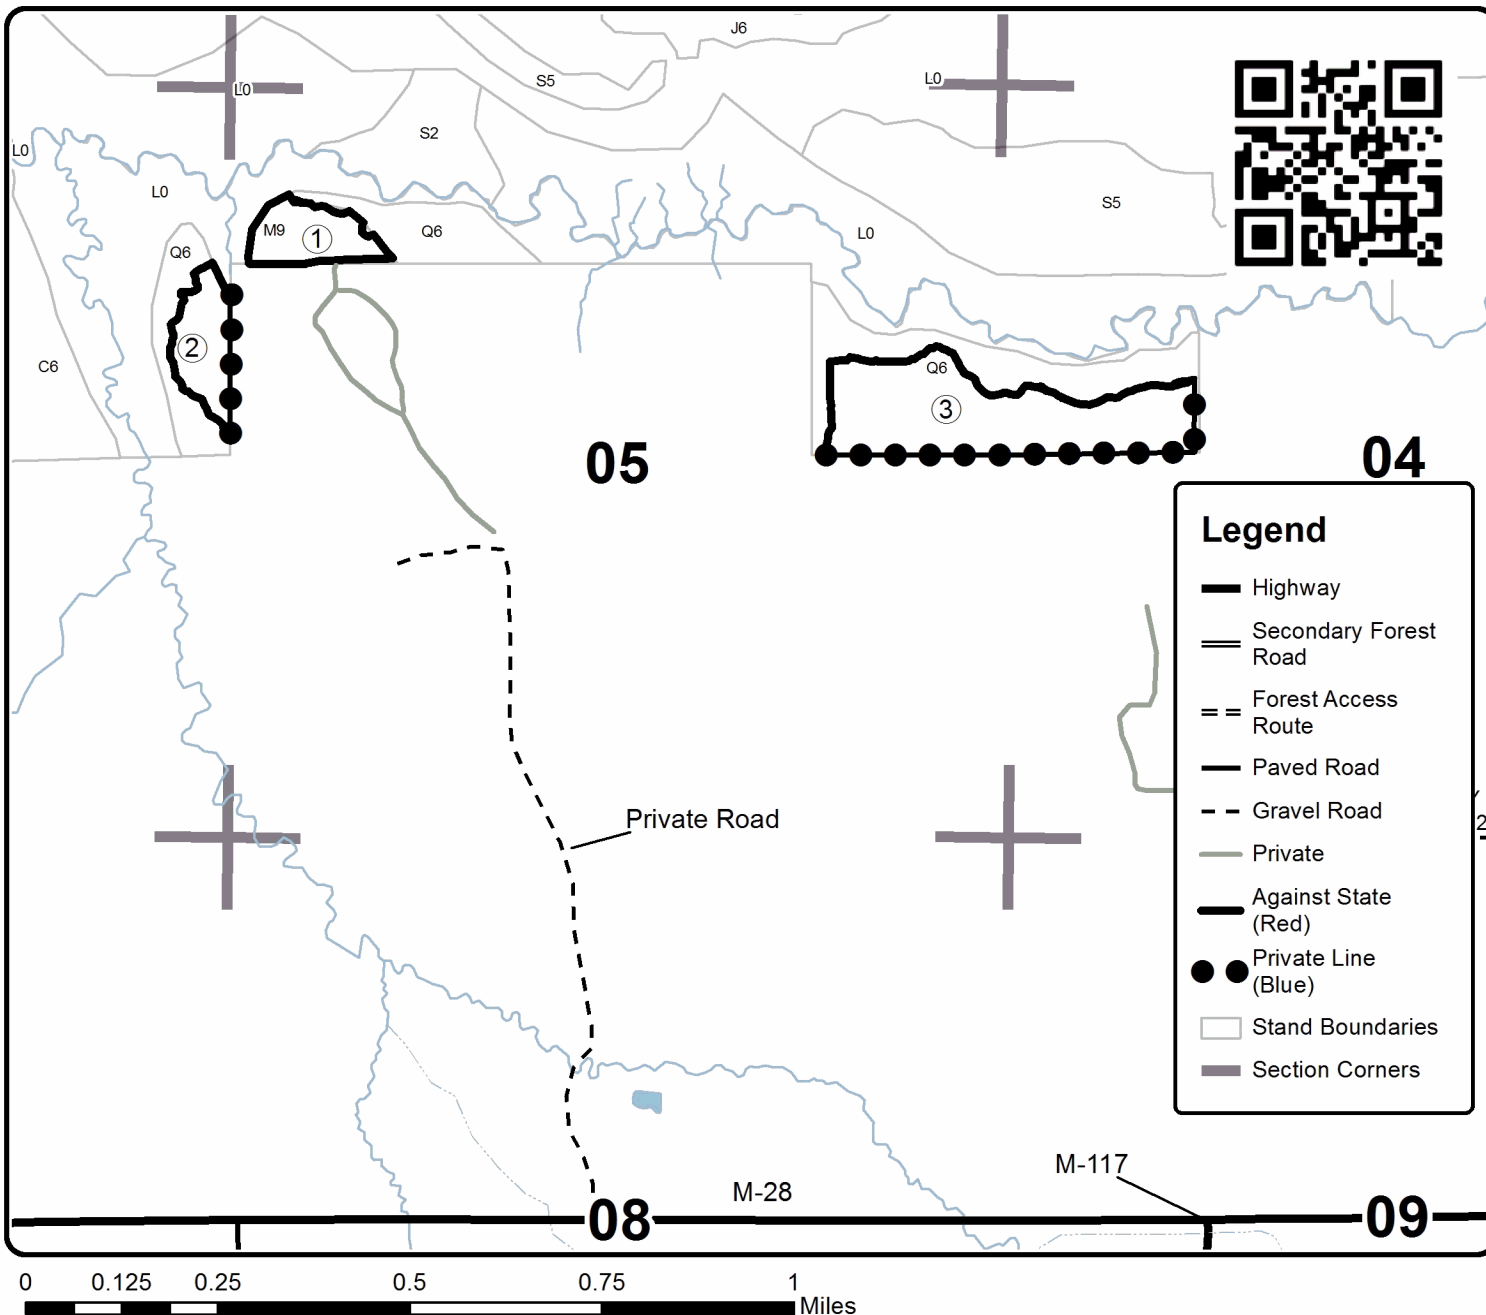 J6
S5
L0
L0
S2
L0
L0
S5
M9
1
Q6
L0
Q6
2
C6
Q6
3
05
04
Legend
Highway
Secondary Forest
Road
Forest Access
Route
Paved Road
Gravel Road
Private
Against State
(Red)
Private Line
(Blue)
Stand Boundaries
Section Corners
Private Road
2
M-117
M-28
08
09
0
0.125
0.25
0.5
0.75
1
Miles